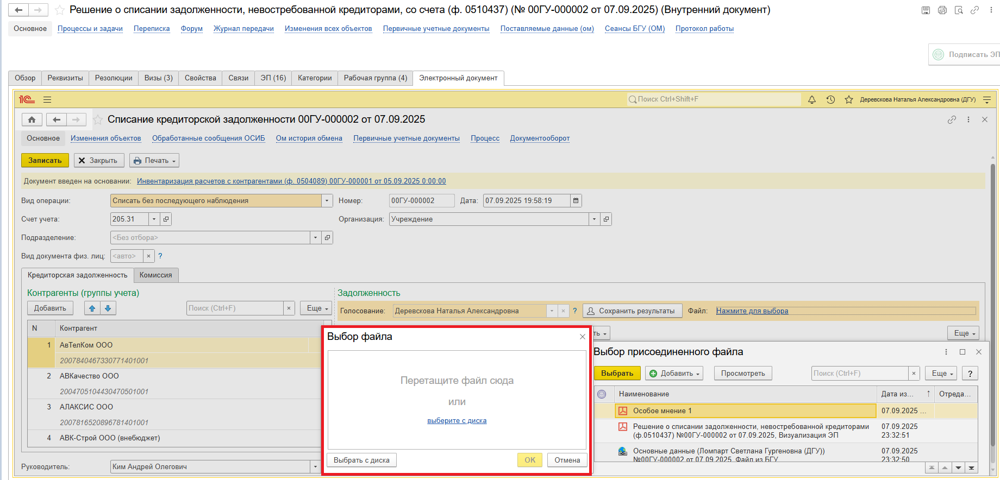 Решение о списании задолженности, невостребованной кредиторами, со счета (ф. 0510437) (№ 00ГУ-000002 от 07.09.2025) (Внутренний документ)
Основное Процессы и задачи Переписка Форум Журнал передачи Изменения всех объектов Первичные учетные документы Поставляемые данные (ом) Сеансы БГУ (ОМ) Протокол работы
Подписать ЭП
Обзор Реквизиты Резолюции Визы (3) Свойства Связи ЭП (16) Категории Рабочая группа (4) Электронный документ
1С Поиск Ctrl+Shift+F Деревскова Наталья Александровна (ДГУ)
Списание кредиторской задолженности 00ГУ-000002 от 07.09.2025
Основное Изменения объектов Обработанные сообщения ОСИБ Ом история обмена Первичные учетные документы Процесс Документооборот
Записать Закрыть Печать
Документ введен на основании: Инвентаризация расчетов с контрагентами (ф. 0504089) 00ГУ-000001 от 05.09.2025 0:00:00
Вид операции: Списать без последующего наблюдения Номер: 00ГУ-000002 Дата: 07.09.2025 19:58:19
Счет учета: 205.31 Организация: Учреждение
Подразделение: <Без отбора>
Вид документа физ. лиц: <авто> × ?
Кредиторская задолженность Комиссия
Контрагенты (группы учета)
Добавить Поиск (Ctrl+F) × Еще
N Контрагент
1 АвТелКом ООО
2007840467330771401001
2 АВКачество ООО
2004705104430470501001
3 АЛАКСИС ООО
2007816520896781401001
4 АВК-Строй ООО (внебюджет)
Руководитель: Ким Андрей Олегович
Задолженность
Голосование: Деревскова Наталья Александровна × ? Сохранить результаты Файл: Нажмите для выбора
ть Еще
Выбор файла
Перетащите файл сюда
или
выберите с диска
Выбрать с диска ОК Отмена
Выбор присоединенного файла
Выбрать Добавить Просмотреть Поиск (Ctrl+F) × Еще ?
Наименование Дата из... ↑ Отреда...
Особое мнение 1 07.09.2025 ...
Решение о списании задолженности, невостребованной кредиторами 07.09.2025
(ф.0510437) №00ГУ-000002 от 07.09.2025, Визуализация ЭП 23:32:51
Основные данные (Ломпарт Светлана Гургеновна (ДГУ)) 07.09.2025
№00ГУ-000002 от 07.09.2025, Файл из БГУ 23:32:50